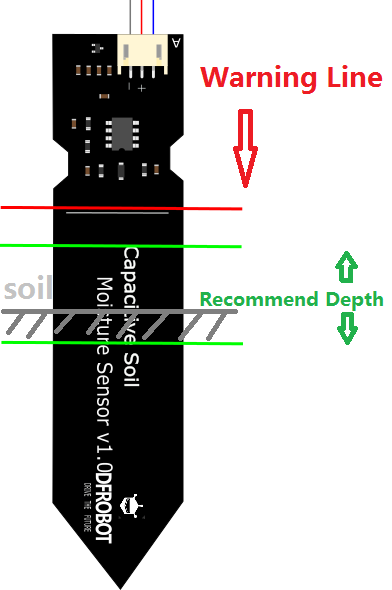 A
- +
Warning Line
soil
Recommend Depth
Capacitive Soil
Moisture Sensor v1.0
DFROBOT
DRIVE THE FUTURE